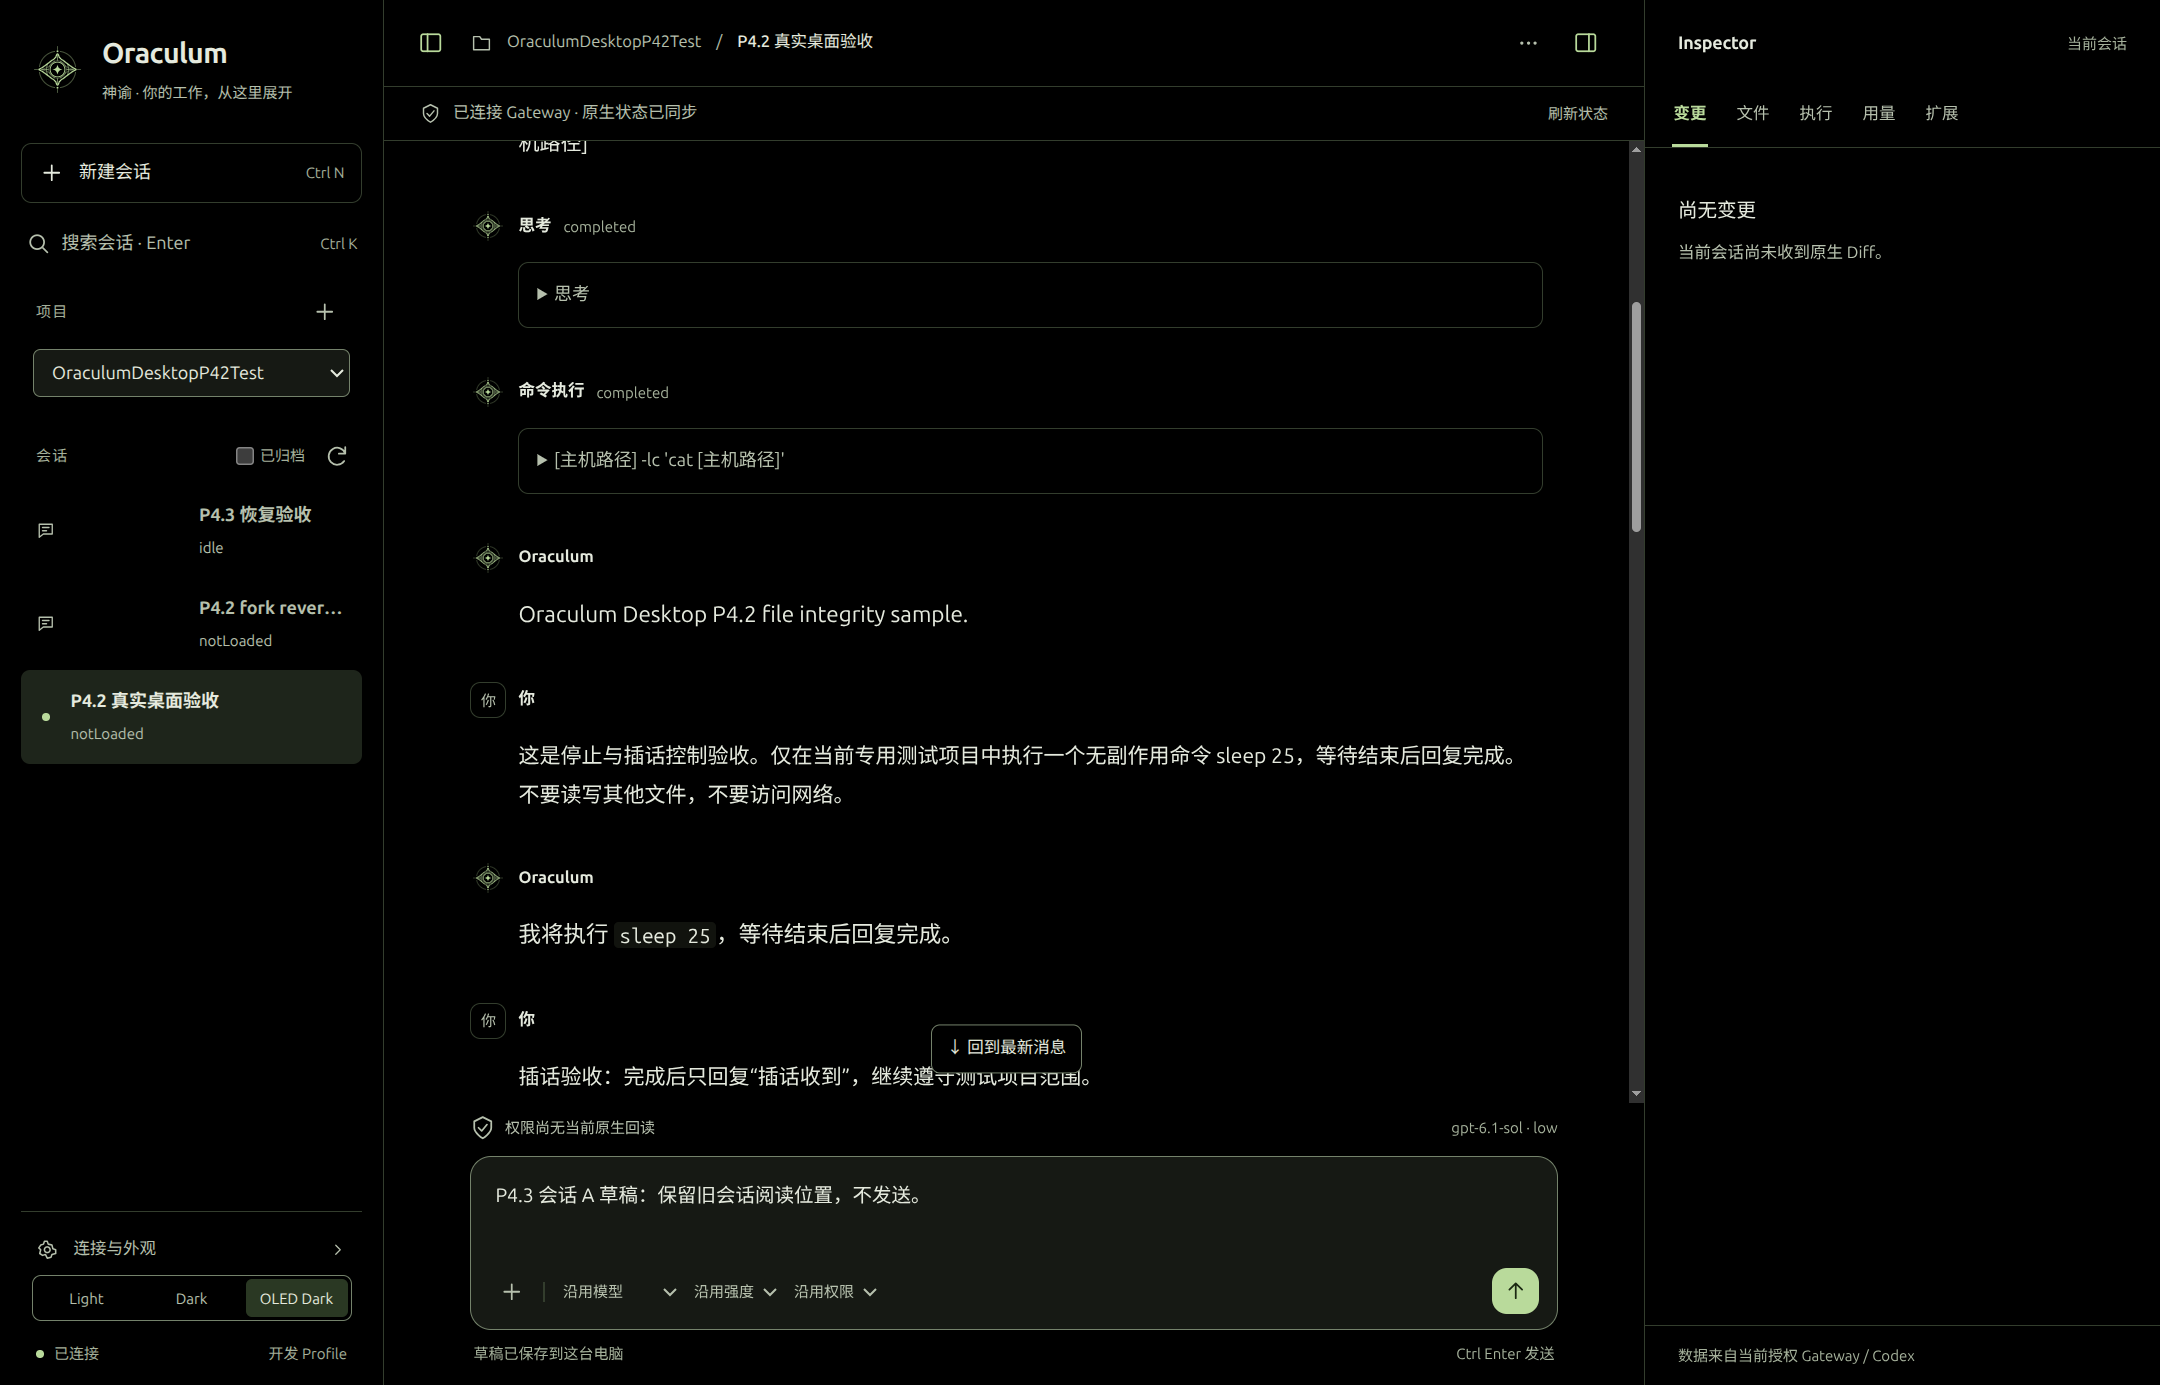 Oraculum
神谕 · 你的工作，从这里展开
新建会话 Ctrl N
搜索会话 · Enter Ctrl K
项目
OraculumDesktopP42Test
会话 已归档
P4.3 恢复验收
idle
P4.2 fork rever...
notLoaded
P4.2 真实桌面验收
notLoaded
连接与外观
Light Dark OLED Dark
已连接 开发 Profile
OraculumDesktopP42Test / P4.2 真实桌面验收
已连接 Gateway · 原生状态已同步 刷新状态
机路径]
思考 completed
思考
命令执行 completed
[主机路径] -lc 'cat [主机路径]'
Oraculum
Oraculum Desktop P4.2 file integrity sample.
你 你
这是停止与插话控制验收。仅在当前专用测试项目中执行一个无副作用命令 sleep 25，等待结束后回复完成。
不要读写其他文件，不要访问网络。
Oraculum
我将执行 sleep 25，等待结束后回复完成。
你 你
↓ 回到最新消息
插话验收：完成后只回复“插话收到”，继续遵守测试项目范围。
权限尚无当前原生回读 gpt-6.1-sol · low
P4.3 会话 A 草稿：保留旧会话阅读位置，不发送。
沿用模型 沿用强度 沿用权限
草稿已保存到这台电脑 Ctrl Enter 发送
Inspector 当前会话
变更 文件 执行 用量 扩展
尚无变更
当前会话尚未收到原生 Diff。
数据来自当前授权 Gateway / Codex